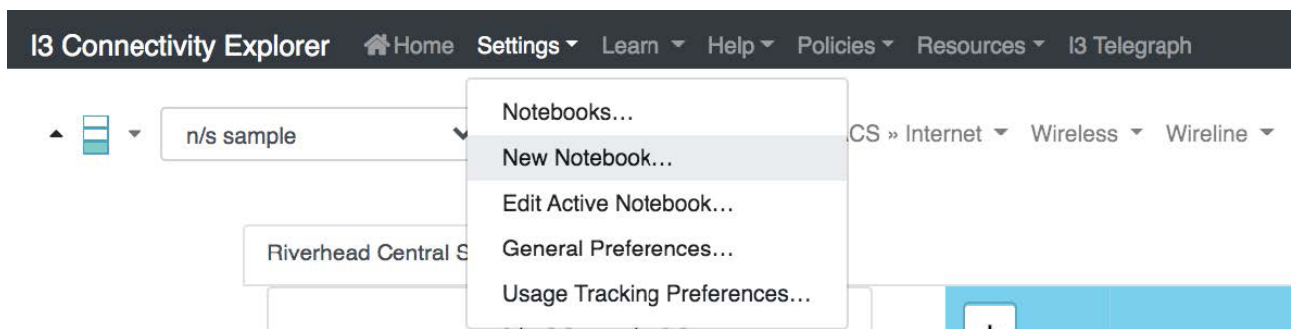 I3 Connectivity Explorer Home Settings Learn Help Policies Resources I3 Telegraph
n/s sample
Notebooks...
CS » Internet Wireless Wireline
New Notebook...
Edit Active Notebook...
Riverhead Central S
General Preferences...
Usage Tracking Preferences...